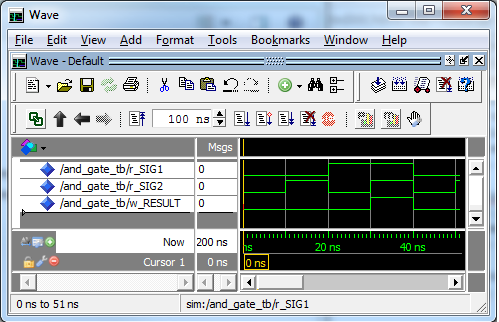 Wave
File Edit View Add Format Tools Bookmarks Window Help
Wave - Default
100 ns
Msgs
/and_gate_tb/r_SIG1 0
/and_gate_tb/r_SIG2 0
/and_gate_tb/w_RESULT 0
Now 200 ns ns 20 ns 40 ns
Cursor 1 0 ns 0 ns
0 ns to 51 ns sim:/and_gate_tb/r_SIG1